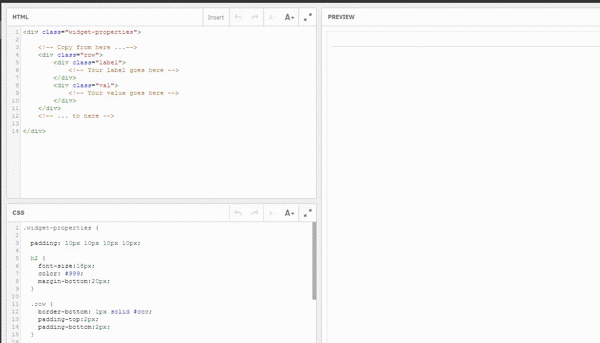 HTML
Insert
A+
PREVIEW
1 <div class="widget-properties">
2
3 <!-- Copy from here ...-->
4 <div class="row">
5 <div class="label">
6 <!-- Your label goes here -->
7 </div>
8 <div class="val">
9 <!-- Your value goes here -->
10 </div>
11 </div>
12 <!-- ... to here -->
13
14 </div>
CSS
A+
1 .widget-properties {
2
3 padding: 10px 10px 10px 10px;
4
5 h2 {
6 font-size:18px;
7 color: #999;
8 margin-bottom:20px;
9 }
10
11 .row {
12 border-bottom: 1px solid #ccc;
13 padding-top:2px;
14 padding-bottom:2px;
15 }